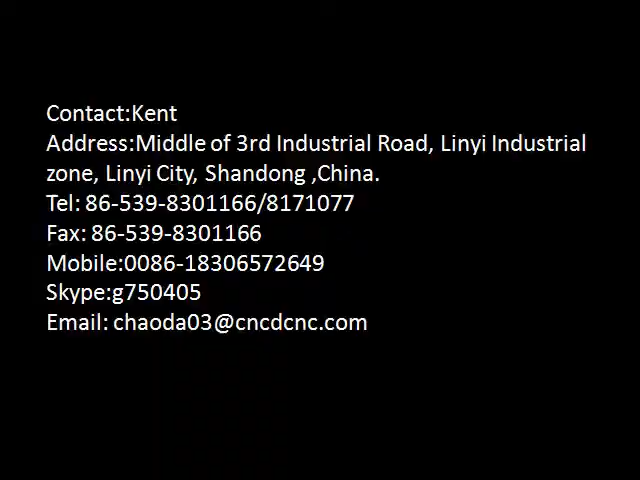 Contact:Kent
Address:Middle of 3rd Industrial Road, Linyi Industrial
zone, Linyi City, Shandong ,China.
Tel: 86-539-8301166/8171077
Fax: 86-539-8301166
Mobile:0086-18306572649
Skype:g750405
Email: chaoda03@cncdcnc.com